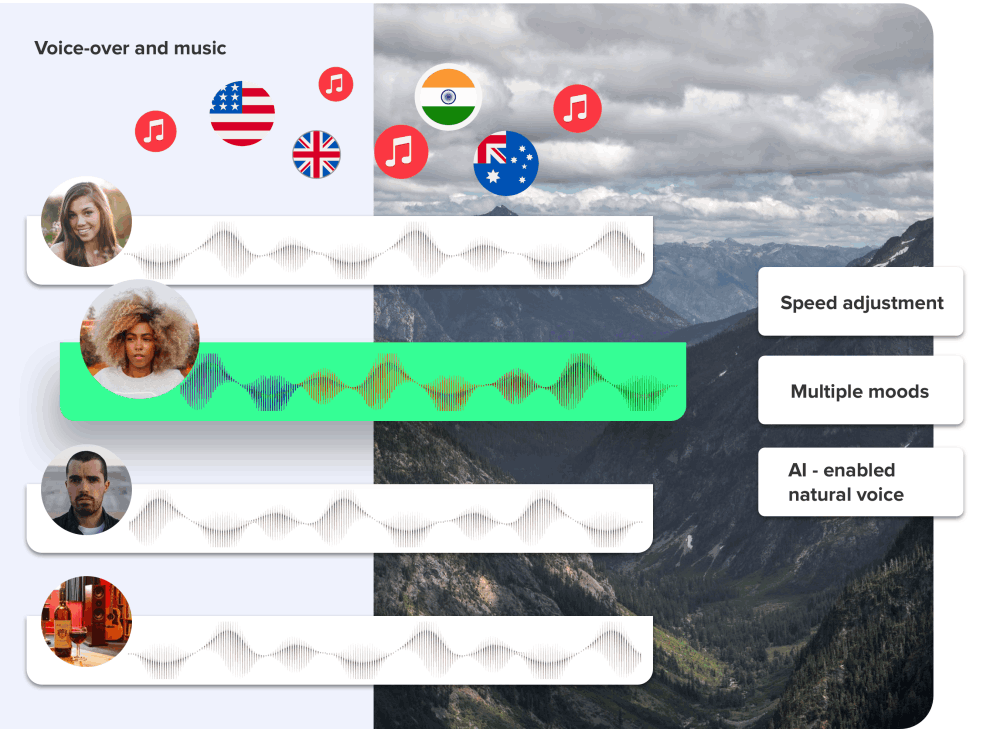 Voice-over and music
Speed adjustment
Multiple moods
AI - enabled
natural voice